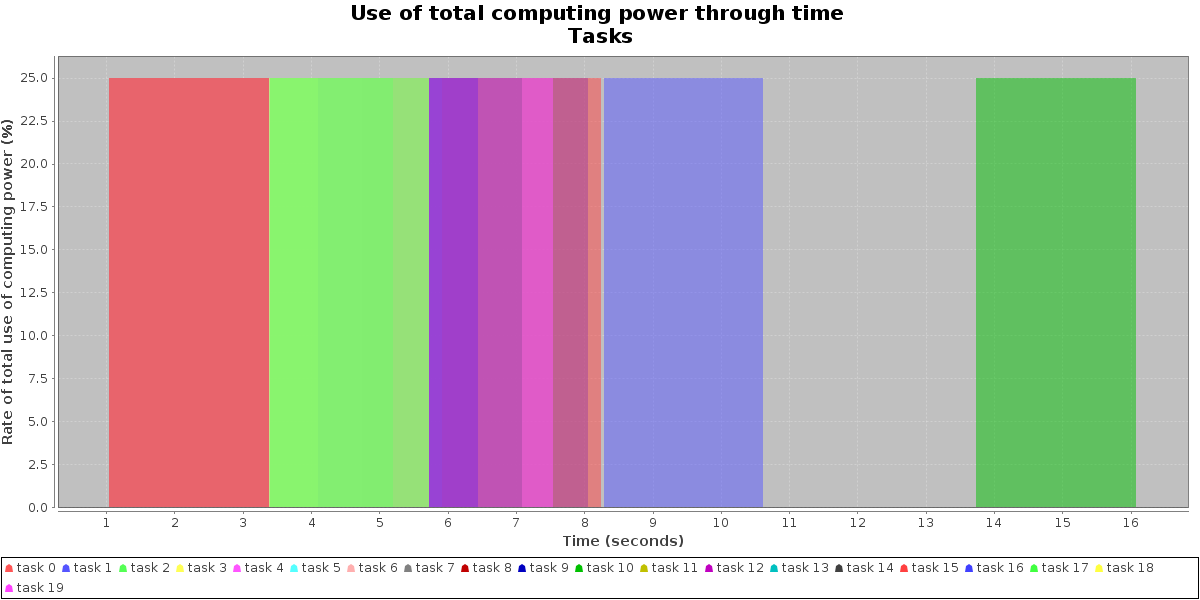 Use of total computing power through time
Tasks
Rate of total use of computing power (%)
25.0
22.5
20.0
17.5
15.0
12.5
10.0
7.5
5.0
2.5
0.0
1 2 3 4 5 6 7 8 9 10 11 12 13 14 15 16
Time (seconds)
task 0 task 1 task 2 task 3 task 4 task 5 task 6 task 7 task 8 task 9 task 10 task 11 task 12 task 13 task 14 task 15 task 16 task 17 task 18
task 19